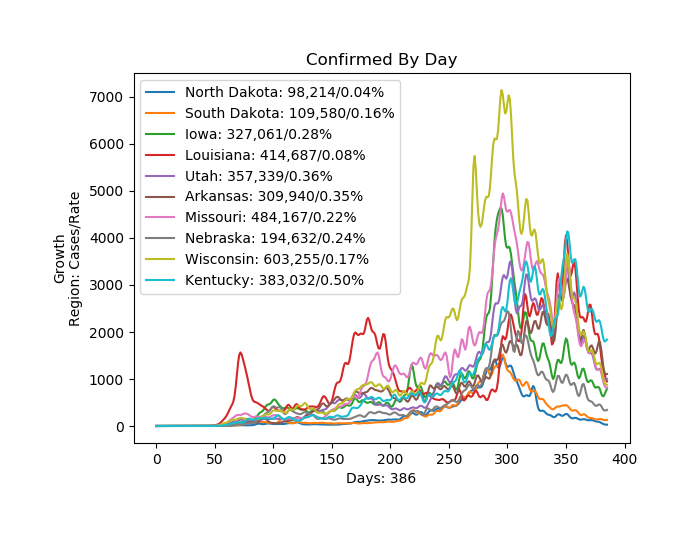 Confirmed By Day
7000
6000
5000
4000
3000
2000
1000
0
Growth
Region: Cases/Rate
North Dakota: 98,214/0.04%
South Dakota: 109,580/0.16%
Iowa: 327,061/0.28%
Louisiana: 414,687/0.08%
Utah: 357,339/0.36%
Arkansas: 309,940/0.35%
Missouri: 484,167/0.22%
Nebraska: 194,632/0.24%
Wisconsin: 603,255/0.17%
Kentucky: 383,032/0.50%
0 50 100 150 200 250 300 350 400
Days: 386